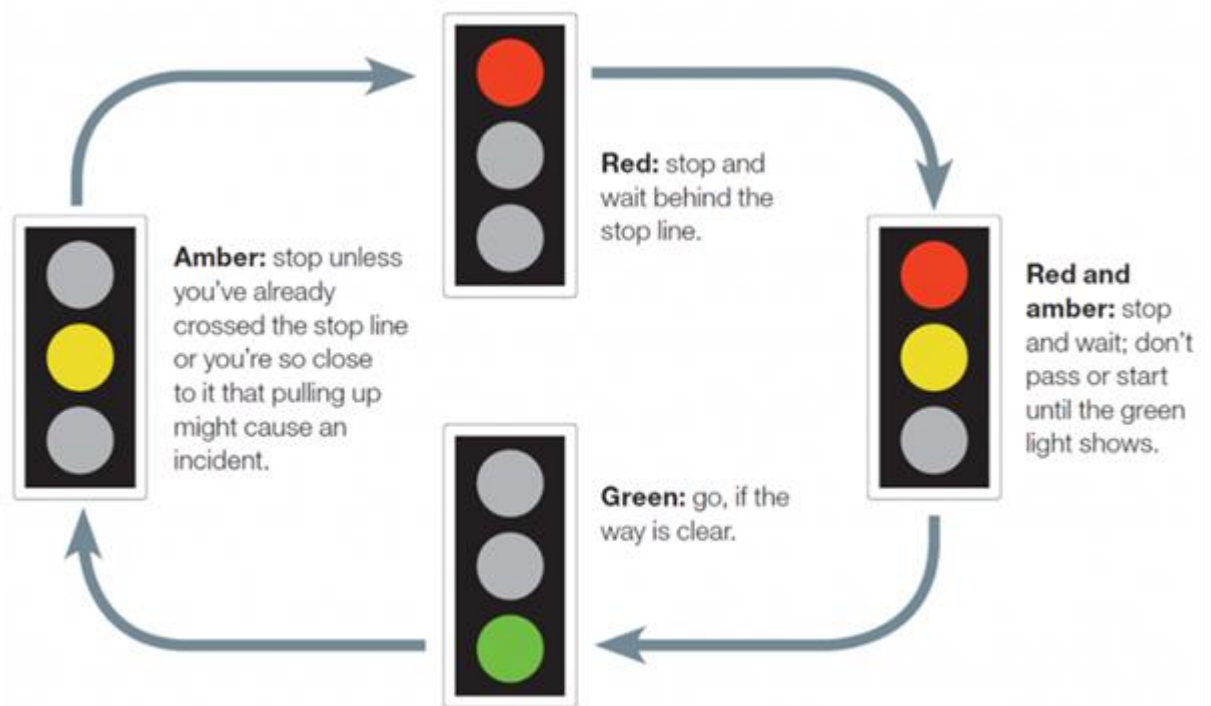 Red: stop and
wait behind the
stop line.
Amber: stop unless
you've already
crossed the stop line
or you're so close
to it that pulling up
might cause an
incident.
Red and
amber: stop
and wait; don't
pass or start
until the green
light shows.
Green: go, if the
way is clear.